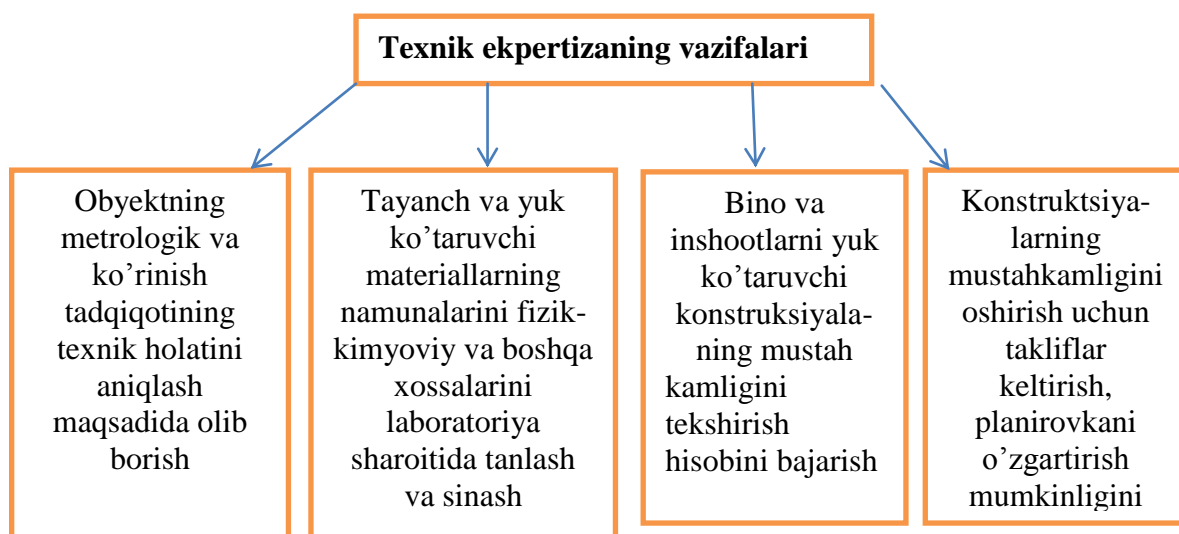 Texnik ekpertizaning vazifalari
Obyektning
metrologik va
ko’rinish
tadqiqotining
texnik holatini
aniqlash
maqsadida olib
borish
Tayanch va yuk
ko’taruvchi
materiallarning
namunalarini fizik-
kimyoviy va boshqa
xossalarini
laboratoriya
sharoitida tanlash
va sinash
Bino va
inshootlarni yuk
ko’taruvchi
konstruksiyala-
ning mustah
kamligini
tekshirish
hisobini bajarish
Konstruktsiya-
larning
mustahkamligini
oshirish uchun
takliflar
keltirish,
planirovkani
o’zgartirish
mumkinligini